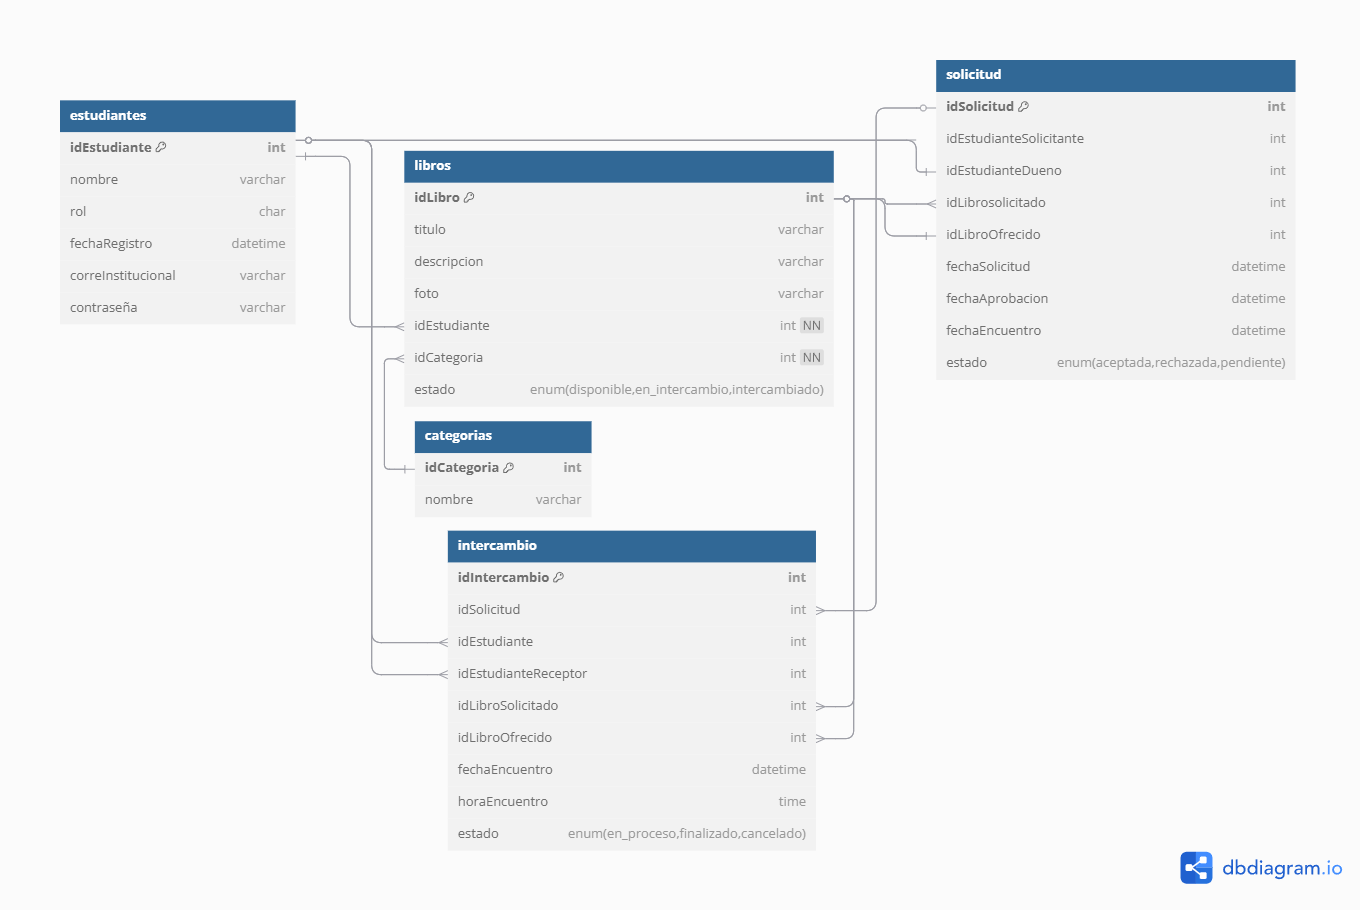 estudiantes
idEstudiante int
nombre varchar
rol char
fechaRegistro datetime
correInstitucional varchar
contraseña varchar
libros
idLibro int
titulo varchar
descripcion varchar
foto varchar
idEstudiante int NN
idCategoria int NN
estado enum(disponible,en_intercambio,intercambiado)
categorias
idCategoria int
nombre varchar
intercambio
idIntercambio int
idSolicitud int
idEstudiante int
idEstudianteReceptor int
idLibroSolicitado int
idLibroOfrecido int
fechaEncuentro datetime
horaEncuentro time
estado enum(en_proceso,finalizado,cancelado)
solicitud
idSolicitud int
idEstudianteSolicitante int
idEstudianteDueno int
idLibrosolicitado int
idLibroOfrecido int
fechaSolicitud datetime
fechaAprobacion datetime
fechaEncuentro datetime
estado enum(aceptada,rechazada,pendiente)
dbdiagram.io